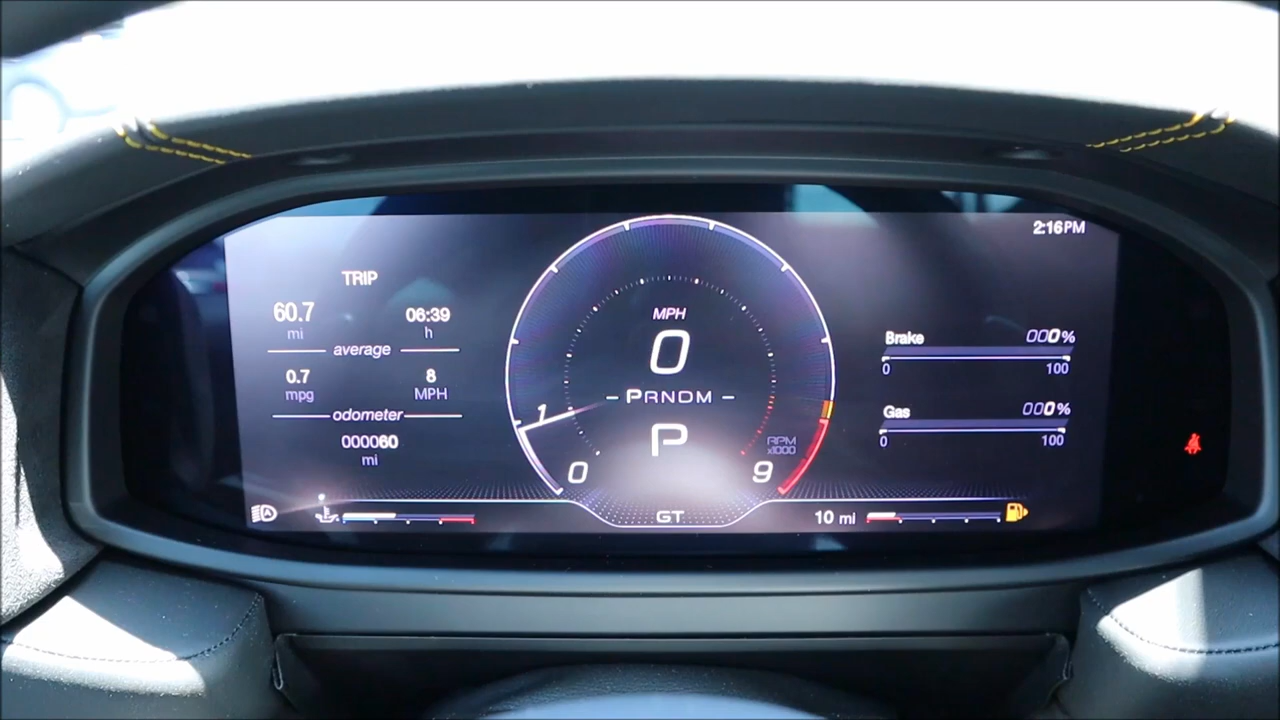 2:16PM
TRIP
60.7 06:39
mi h
average
0.7 8
mpg MPH
odometer
000060
mi
MPH
0
PRNDM
P
1
0
9
RPM
x1000
GT
Brake 000%
0 100
Gas 000%
0 100
10 mi